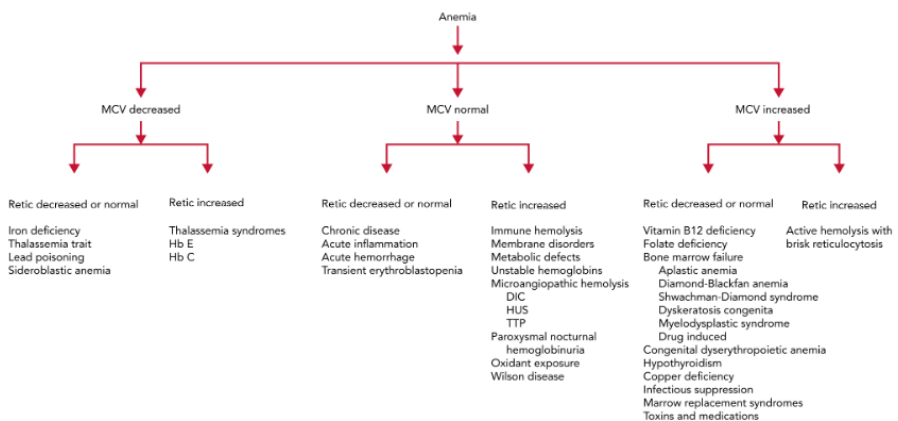 Anemia
MCV decreased
MCV normal
MCV increased
Retic decreased or normal
Iron deficiency
Thalassemia trait
Lead poisoning
Sideroblastic anemia
Retic increased
Thalassemia syndromes
Hb E
Hb C
Retic decreased or normal
Chronic disease
Acute inflammation
Acute hemorrhage
Transient erythroblastopenia
Retic increased
Immune hemolysis
Membrane disorders
Metabolic defects
Unstable hemoglobins
Microangiopathic hemolysis
DIC
HUS
TTP
Paroxysmal nocturnal
hemoglobinuria
Oxidant exposure
Wilson disease
Retic decreased or normal
Vitamin B12 deficiency
Folate deficiency
Bone marrow failure
Aplastic anemia
Diamond-Blackfan anemia
Shwachman-Diamond syndrome
Dyskeratosis congenita
Myelodysplastic syndrome
Drug induced
Congenital dyserythropoietic anemia
Hypothyroidism
Copper deficiency
Infectious suppression
Marrow replacement syndromes
Toxins and medications
Retic increased
Active hemolysis with
brisk reticulocytosis